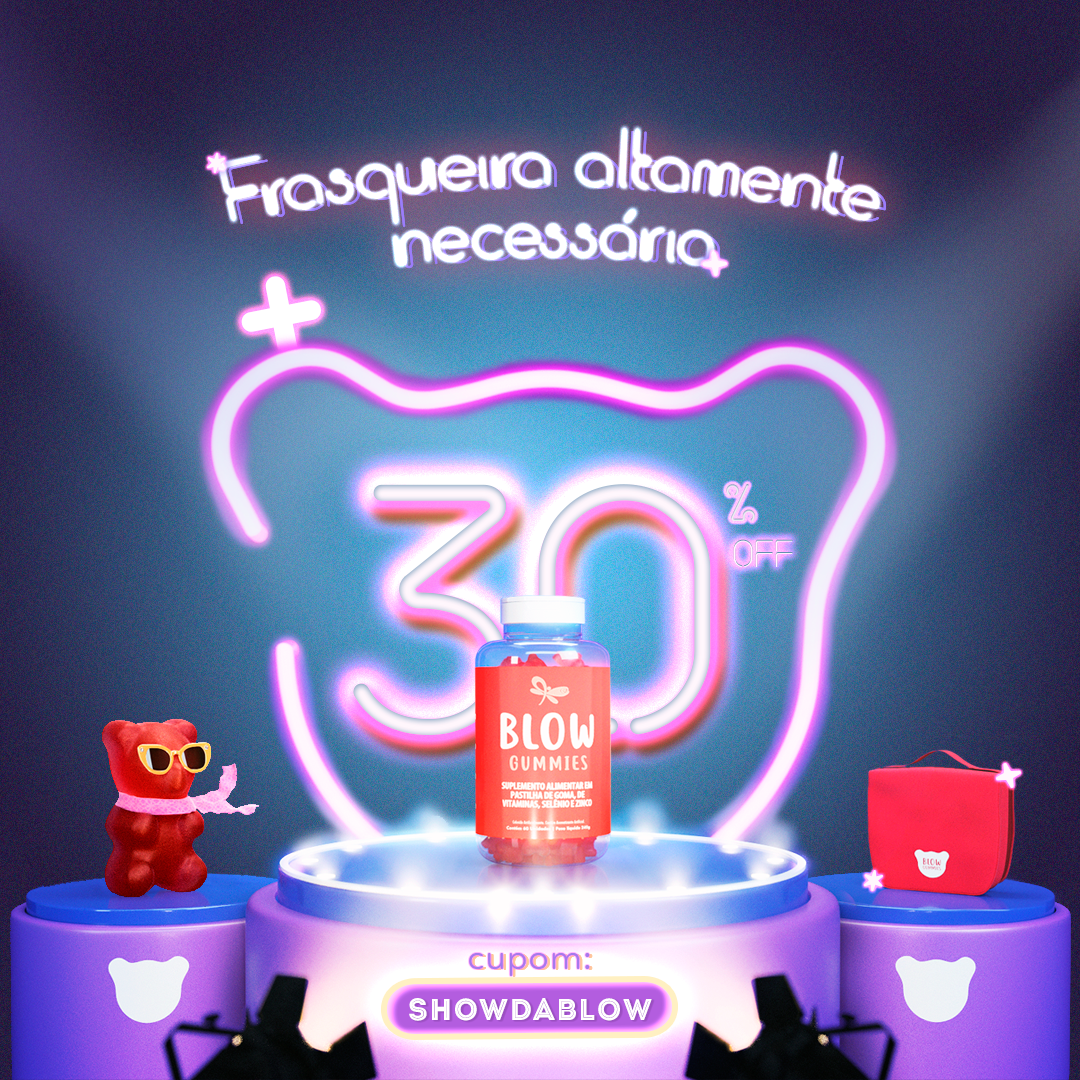 Frasqueira altamente
necessária
30
%
OFF
BLOW
GUMMIES
SUPLEMENTO ALIMENTAR EM
PASTILHA DE GOMA, DE
VITAMINAS, SELÊNIO E ZINCO
BLOW
GUMMIES
cupom:
SHOWDABLOW